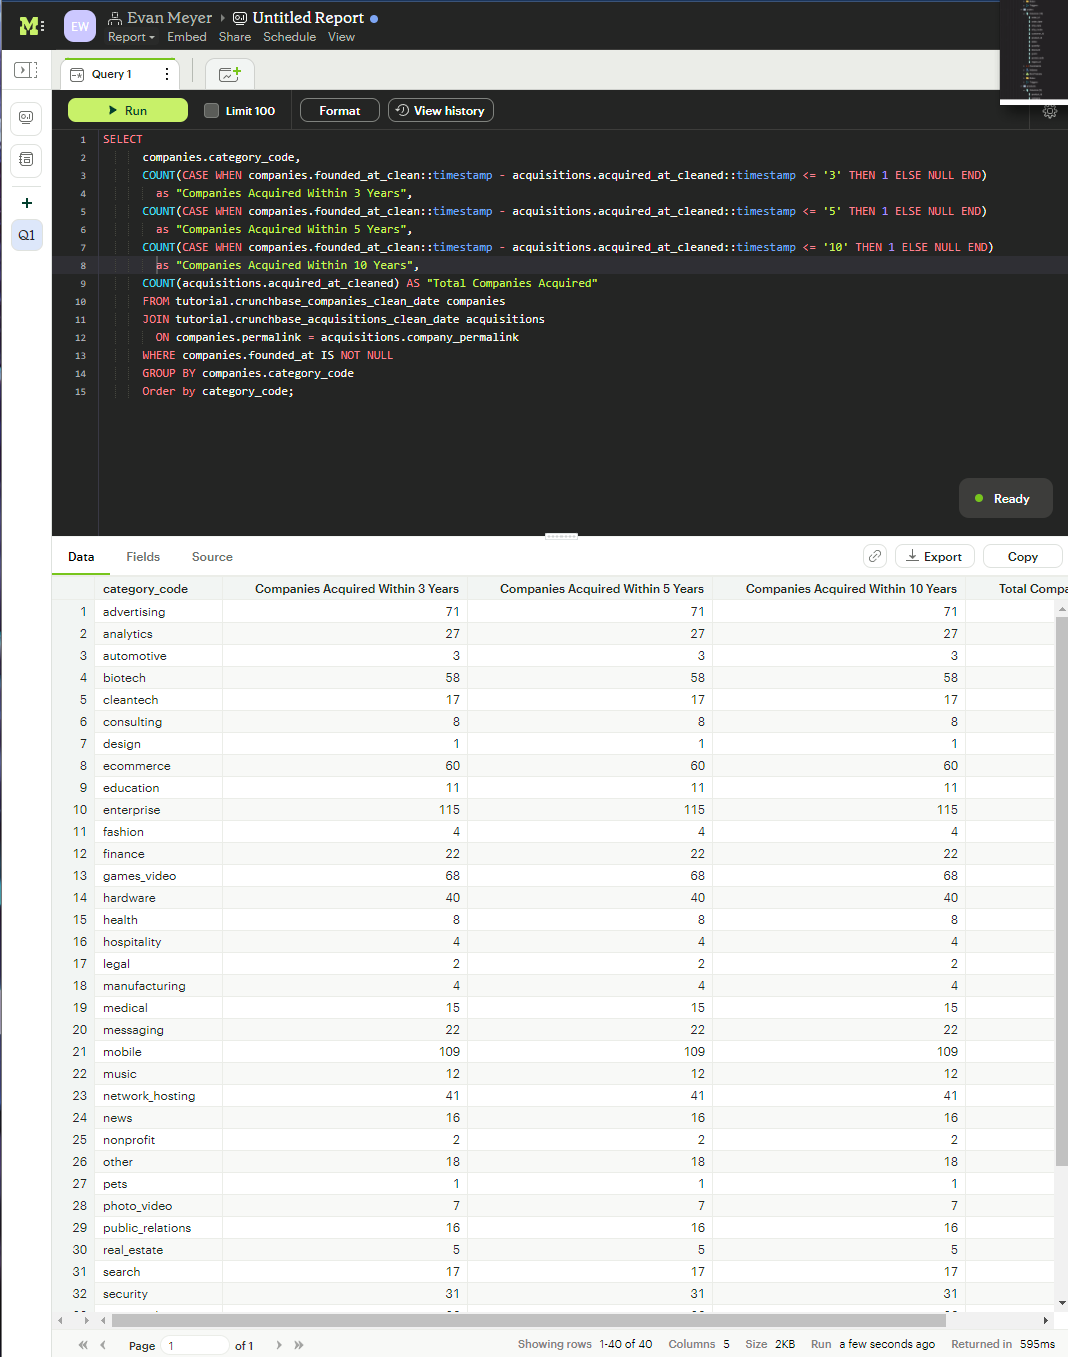 M
EW
Evan Meyer › Untitled Report
Report Embed Share Schedule View
Query 1
Run Limit 100 Format View history
1 SELECT
2 companies.category_code,
3 COUNT(CASE WHEN companies.founded_at_clean::timestamp - acquisitions.acquired_at_cleaned::timestamp <= '3' THEN 1 ELSE NULL END)
4 as "Companies Acquired Within 3 Years",
5 COUNT(CASE WHEN companies.founded_at_clean::timestamp - acquisitions.acquired_at_cleaned::timestamp <= '5' THEN 1 ELSE NULL END)
6 as "Companies Acquired Within 5 Years",
7 COUNT(CASE WHEN companies.founded_at_clean::timestamp - acquisitions.acquired_at_cleaned::timestamp <= '10' THEN 1 ELSE NULL END)
8 as "Companies Acquired Within 10 Years",
9 COUNT(acquisitions.acquired_at_cleaned) AS "Total Companies Acquired"
10 FROM tutorial.crunchbase_companies_clean_date companies
11 JOIN tutorial.crunchbase_acquisitions_clean_date acquisitions
12 ON companies.permalink = acquisitions.company_permalink
13 WHERE companies.founded_at IS NOT NULL
14 GROUP BY companies.category_code
15 Order by category_code;
Q1
Ready
Data Fields Source Export Copy
category_code Companies Acquired Within 3 Years Companies Acquired Within 5 Years Companies Acquired Within 10 Years Total Compa
1 advertising 71 71 71
2 analytics 27 27 27
3 automotive 3 3 3
4 biotech 58 58 58
5 cleantech 17 17 17
6 consulting 8 8 8
7 design 1 1 1
8 ecommerce 60 60 60
9 education 11 11 11
10 enterprise 115 115 115
11 fashion 4 4 4
12 finance 22 22 22
13 games_video 68 68 68
14 hardware 40 40 40
15 health 8 8 8
16 hospitality 4 4 4
17 legal 2 2 2
18 manufacturing 4 4 4
19 medical 15 15 15
20 messaging 22 22 22
21 mobile 109 109 109
22 music 12 12 12
23 network_hosting 41 41 41
24 news 16 16 16
25 nonprofit 2 2 2
26 other 18 18 18
27 pets 1 1 1
28 photo_video 7 7 7
29 public_relations 16 16 16
30 real_estate 5 5 5
31 search 17 17 17
32 security 31 31 31
Page 1 of 1 Showing rows 1-40 of 40 Columns 5 Size 2KB Run a few seconds ago Returned in 595ms